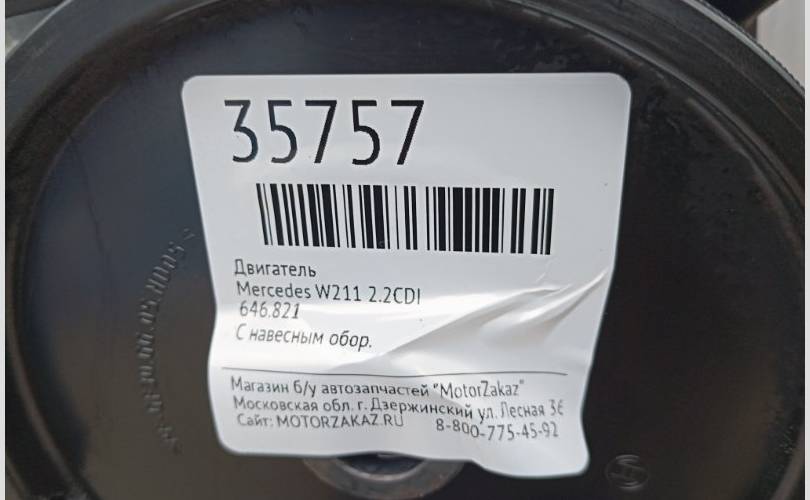 35757
Двигатель
Mercedes W211 2.2CDI
646.821
С навесным обор.
Магазин б/у автозапчастей "MotorZakaz"
Московская обл. г. Дзержинский ул. Лесная 3Б
Сайт: MOTORZAKAZ.RU 8-800-775-45-92